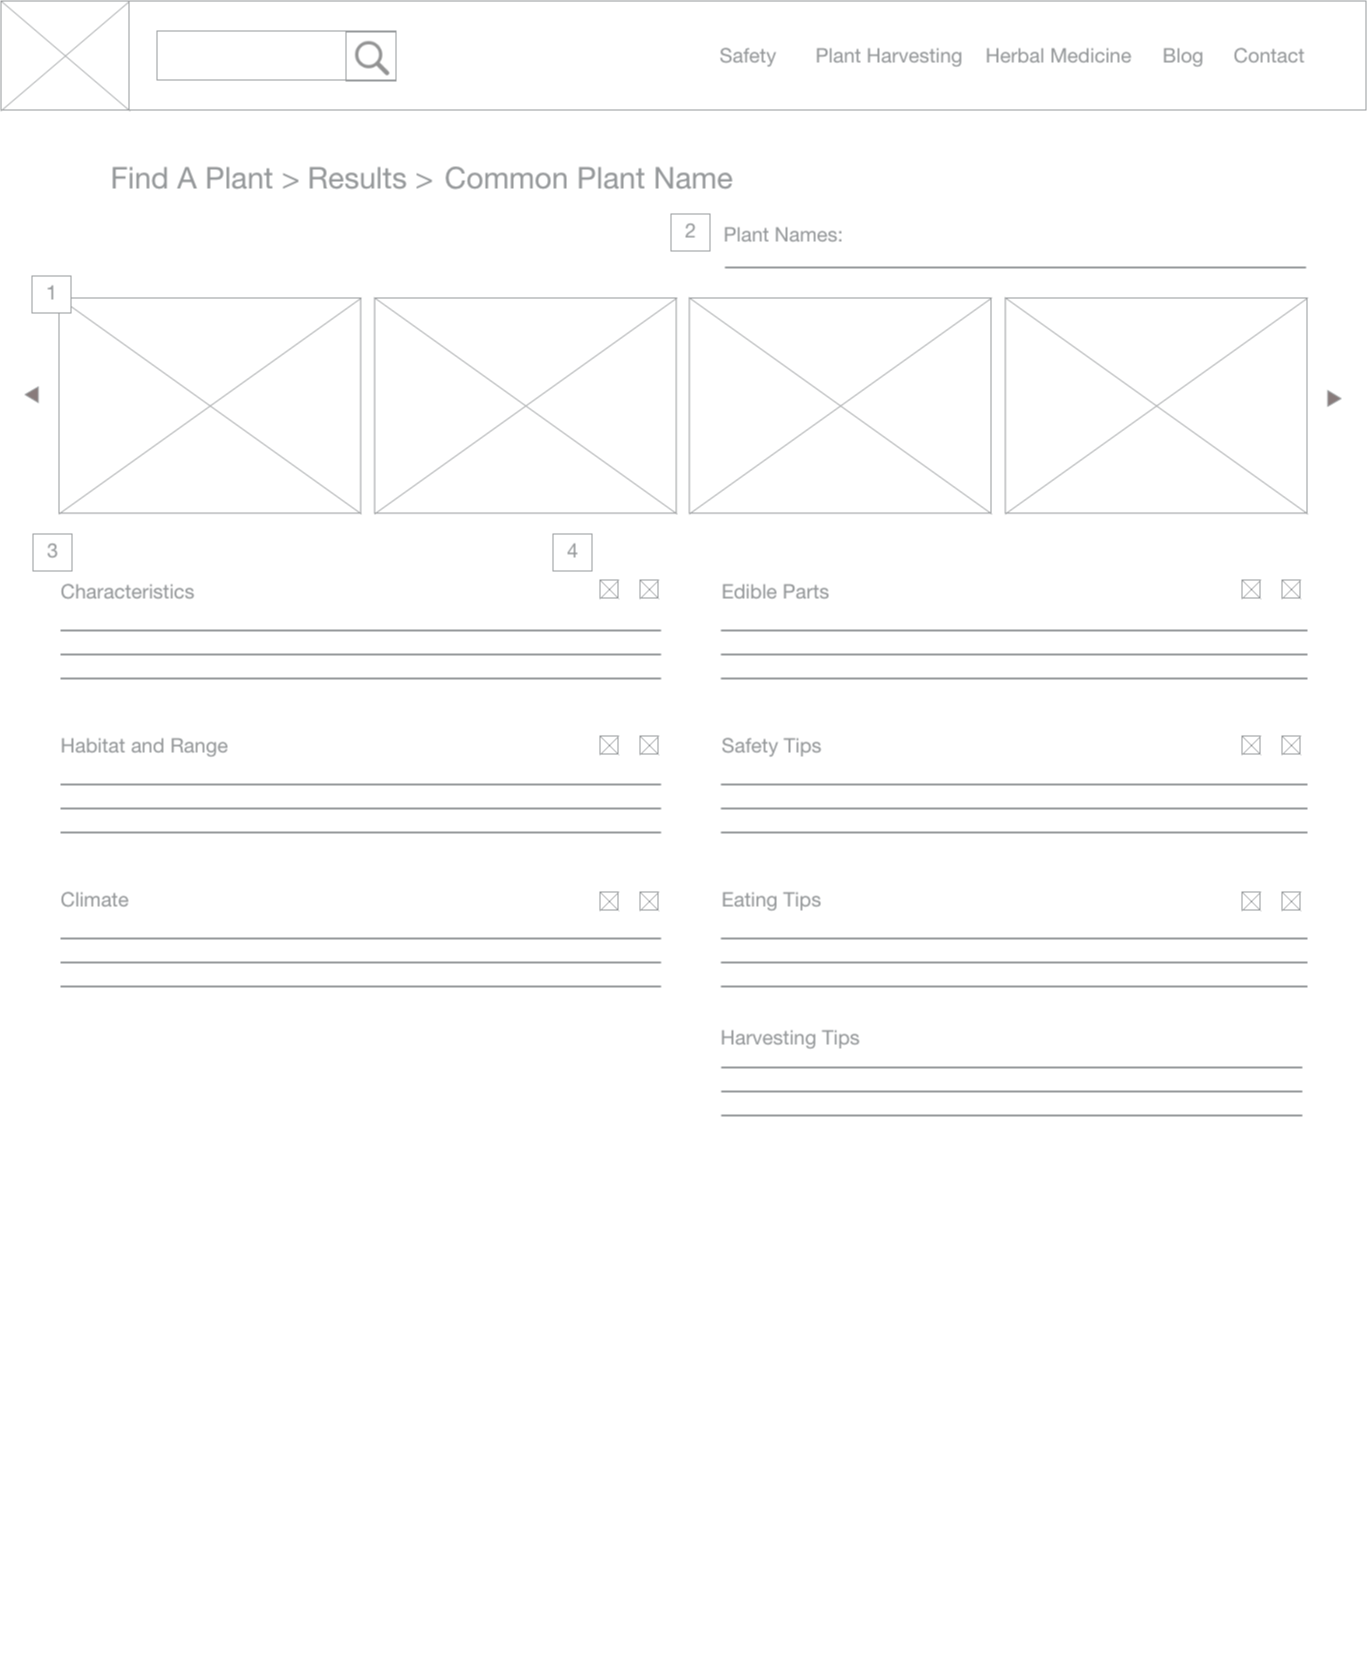 Safety Plant Harvesting Herbal Medicine Blog Contact
Find A Plant > Results > Common Plant Name
2 Plant Names:
1
3
4
Characteristics
Edible Parts
Habitat and Range
Safety Tips
Climate
Eating Tips
Harvesting Tips